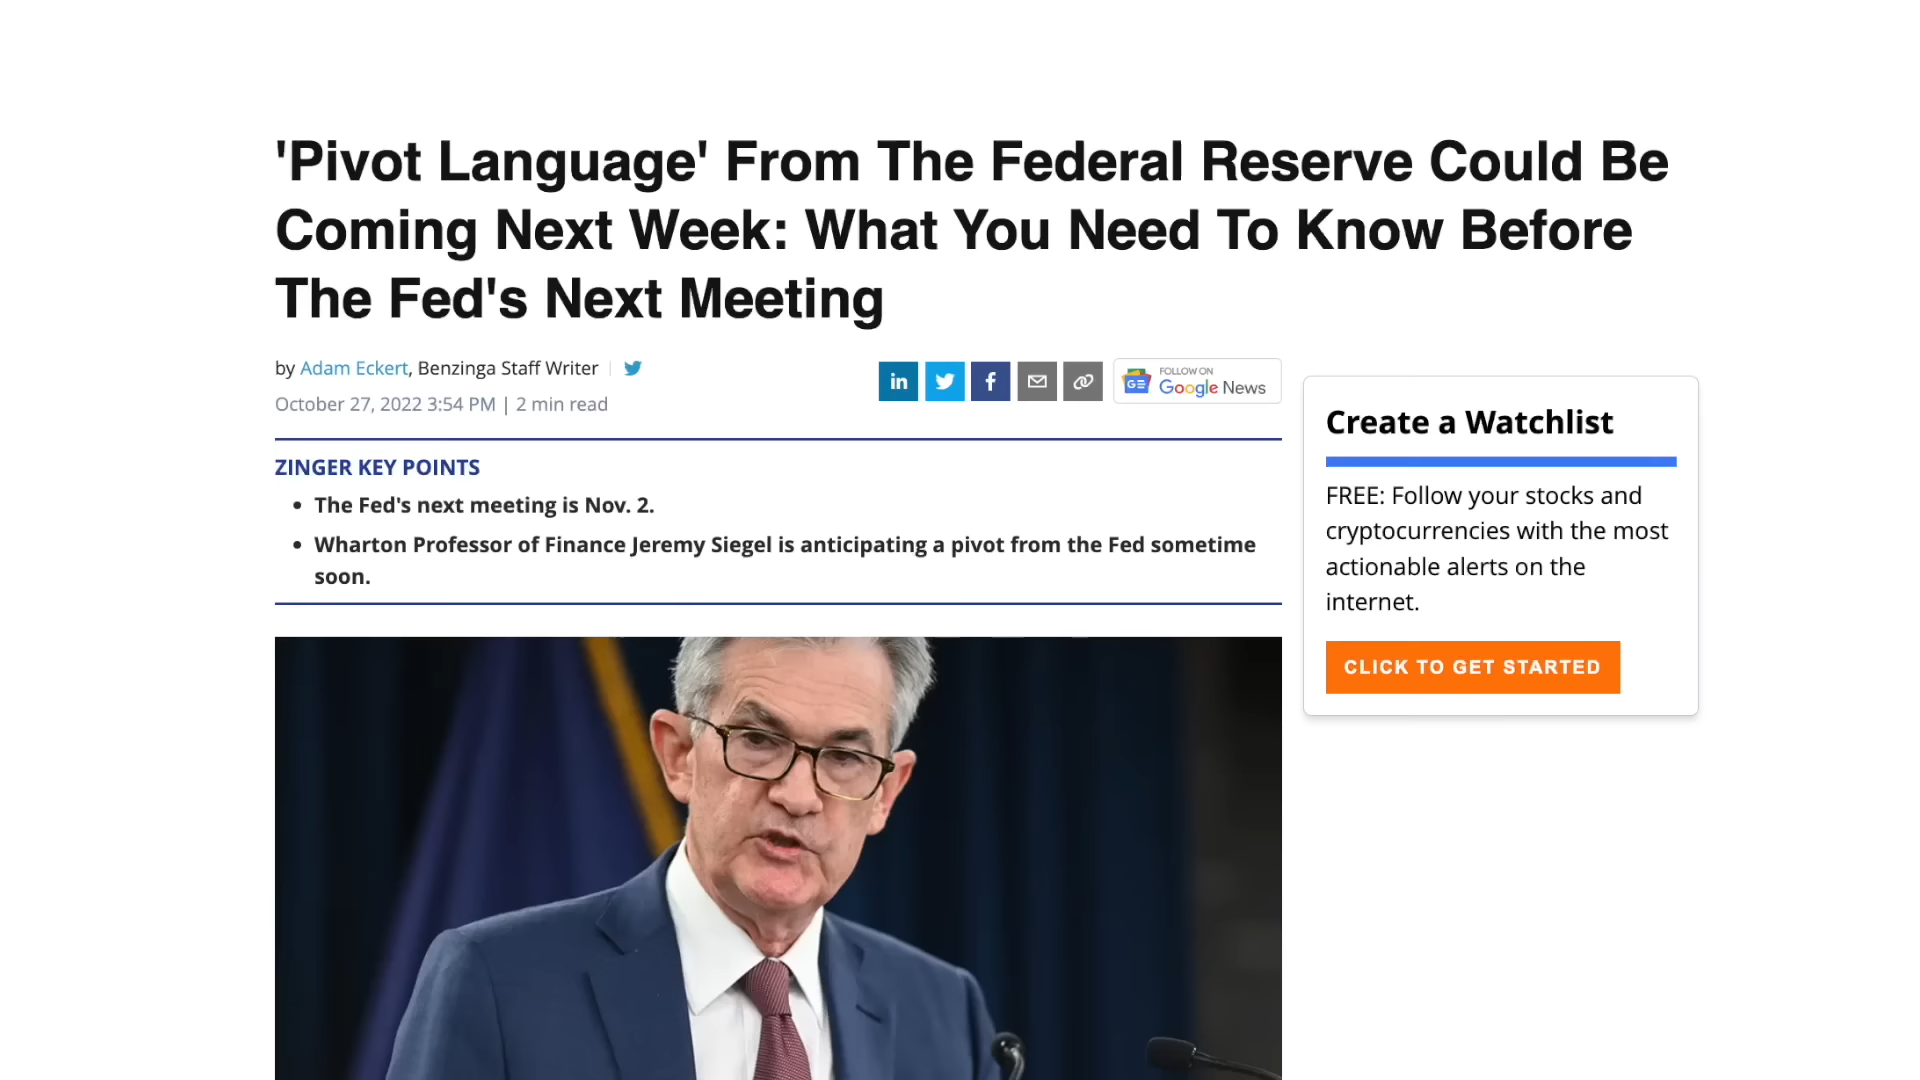 'Pivot Language' From The Federal Reserve Could Be
Coming Next Week: What You Need To Know Before
The Fed's Next Meeting
by Adam Eckert, Benzinga Staff Writer
October 27, 2022 3:54 PM | 2 min read
in
f
GE
FOLLOW ON
Google News
ZINGER KEY POINTS
• The Fed's next meeting is Nov. 2.
• Wharton Professor of Finance Jeremy Siegel is anticipating a pivot from the Fed sometime
soon.
Create a Watchlist
FREE: Follow your stocks and
cryptocurrencies with the most
actionable alerts on the
internet.
CLICK TO GET STARTED